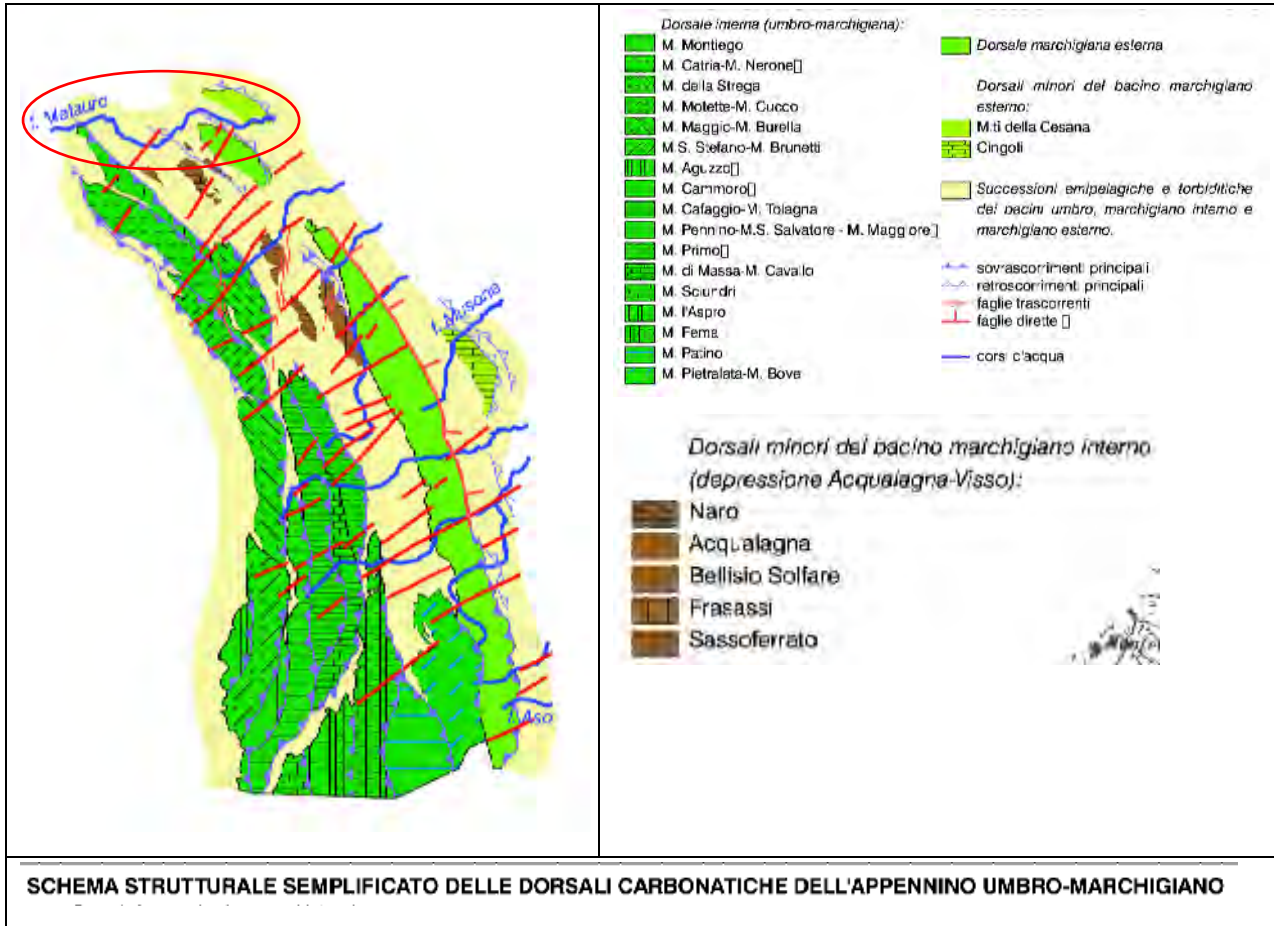 f. Matauro
f. Musone
f. Aso
Dorsale interna (umbro-marchigiana):
M. Montiego
M. Catria-M. Nerone[]
M. della Strega
M. Motette-M. Cucco
M. Maggio-M. Burella
M.S. Stefano-M. Brunetti
M. Aguzzo[]
M. Cammoro[]
M. Cafaggio-M. Tolagna
M. Pennino-M.S. Salvatore - M. Maggiore[]
M. Primo[]
M. di Massa-M. Cavallo
M. Sciundri
M. l'Aspro
M. Fema
M. Patino
M. Pietralata-M. Bove
Dorsale marchigiana esterna
Dorsali minori del bacino marchigiano
esterno:
M.ti della Cesana
Cingoli
Successioni emipelagiche e torbiditiche
dei bacini umbro, marchigiano interno e
marchigiano esterno.
sovrascorrimenti principali
retroscorrimenti principali
faglie trascorrenti
faglie dirette []
corsi c'acqua
Dorsali minori del bacino marchigiano interno
(depressione Acqualagna-Visso):
Naro
Acqualagna
Bellisio Solfare
Frasassi
Sassoferrato
SCHEMA STRUTTURALE SEMPLIFICATO DELLE DORSALI CARBONATICHE DELL'APPENNINO UMBRO-MARCHIGIANO